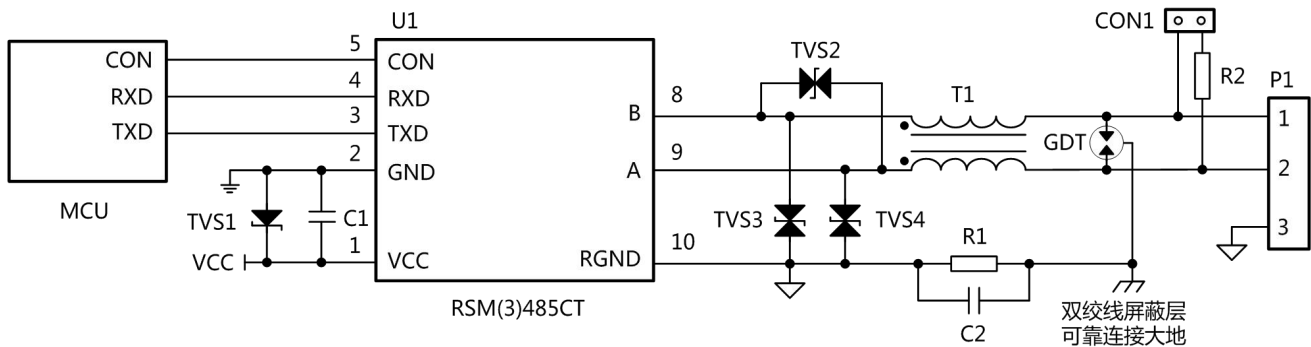 U1
CON1
CON
RXD
TXD
MCU
5
4
3
2
1
CON
RXD
TXD
GND
VCC
B
A
RGND
RSM(3)485CT
TVS1
C1
VCC
8
9
10
TVS2
TVS3
TVS4
T1
GDT
R2
P1
1
2
3
R1
C2
双绞线屏蔽层
可靠连接大地